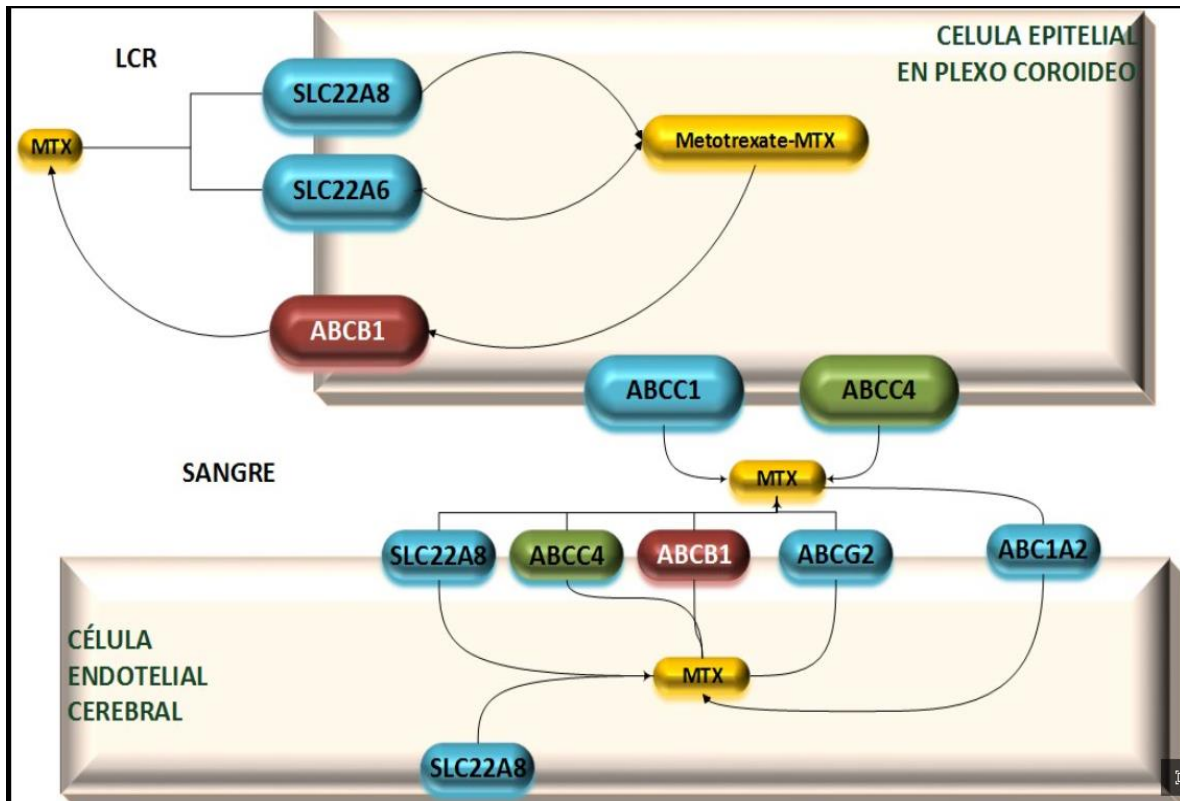 LCR
CELULA EPITELIAL
EN PLEXO COROIDEO
SLC22A8
MTX
Metotrexate-MTX
SLC22A6
ABCB1
ABCC1
ABCC4
SANGRE
MTX
SLC22A8
ABCC4
ABCB1
ABCG2
ABC1A2
CÉLULA
ENDOTELIAL
CEREBRAL
MTX
SLC22A8